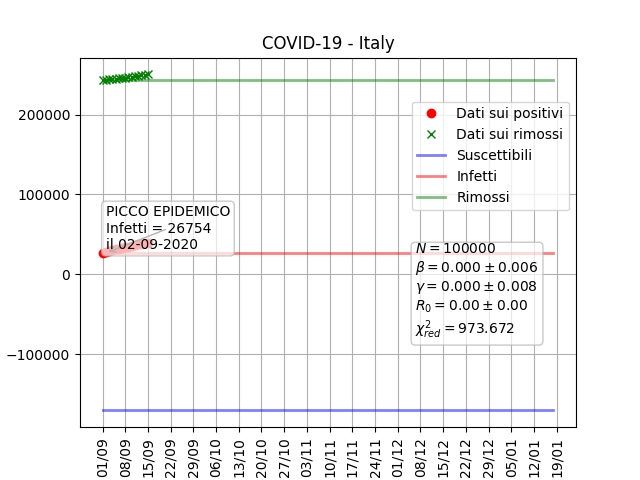 COVID-19 - Italy
200000
100000
0
−100000
Dati sui positivi
Dati sui rimossi
Suscettibili
Infetti
Rimossi
PICCO EPIDEMICO
Infetti = 26754
il 02-09-2020
N = 100000
β = 0.000 ± 0.006
γ = 0.000 ± 0.008
R₀ = 0.00 ± 0.00
χ²red = 973.672
01/09
08/09
15/09
22/09
29/09
06/10
13/10
20/10
27/10
03/11
10/11
17/11
24/11
01/12
08/12
15/12
22/12
29/12
05/01
12/01
19/01